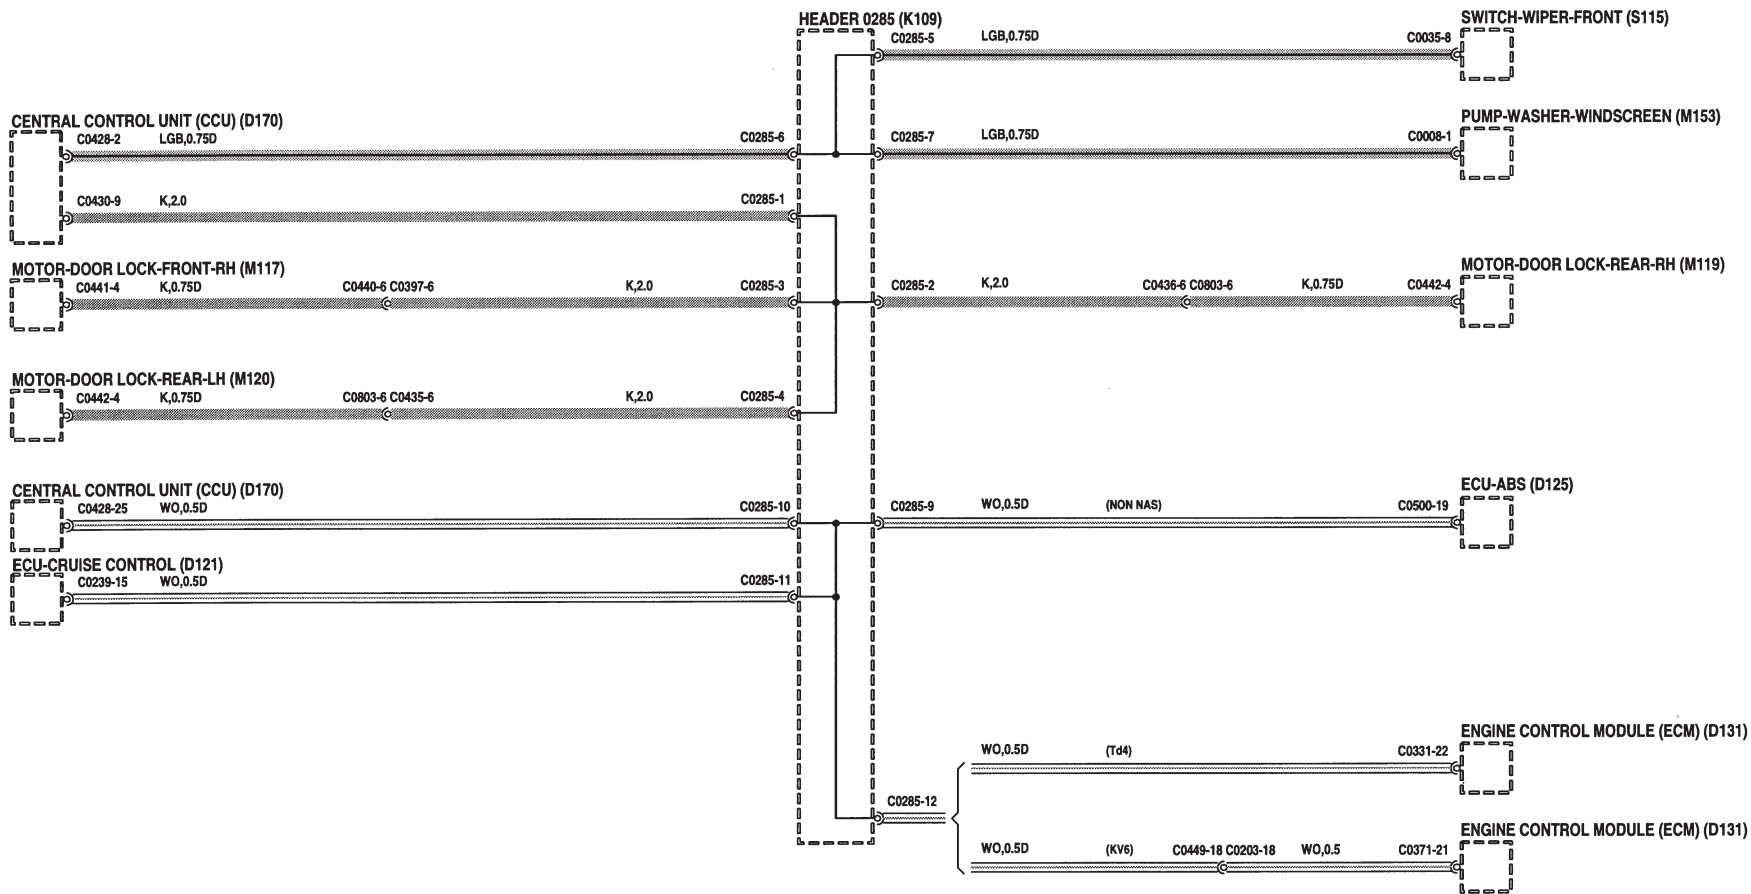 HEADER 0285 (K109)
SWITCH-WIPER-FRONT (S115)
C0285-5 LGB,0.75D C0035-8
CENTRAL CONTROL UNIT (CCU) (D170)
PUMP-WASHER-WINDSCREEN (M153)
C0428-2 LGB,0.75D C0285-6 C0285-7 LGB,0.75D C0008-1
C0430-9 K,2.0 C0285-1
MOTOR-DOOR LOCK-FRONT-RH (M117)
MOTOR-DOOR LOCK-REAR-RH (M119)
C0441-4 K,0.75D C0440-6 C0397-6 K,2.0 C0285-3 C0285-2 K,2.0 C0436-6 C0803-6 K,0.75D C0442-4
MOTOR-DOOR LOCK-REAR-LH (M120)
C0442-4 K,0.75D C0803-6 C0435-6 K,2.0 C0285-4
CENTRAL CONTROL UNIT (CCU) (D170)
ECU-ABS (D125)
C0428-25 WO,0.5D C0285-10 C0285-9 WO,0.5D (NON NAS) C0500-19
ECU-CRUISE CONTROL (D121)
C0239-15 WO,0.5D C0285-11
ENGINE CONTROL MODULE (ECM) (D131)
WO,0.5D (Td4) C0331-22
C0285-12
ENGINE CONTROL MODULE (ECM) (D131)
WO,0.5D (KV6) C0449-18 C0203-18 WO,0.5 C0371-21